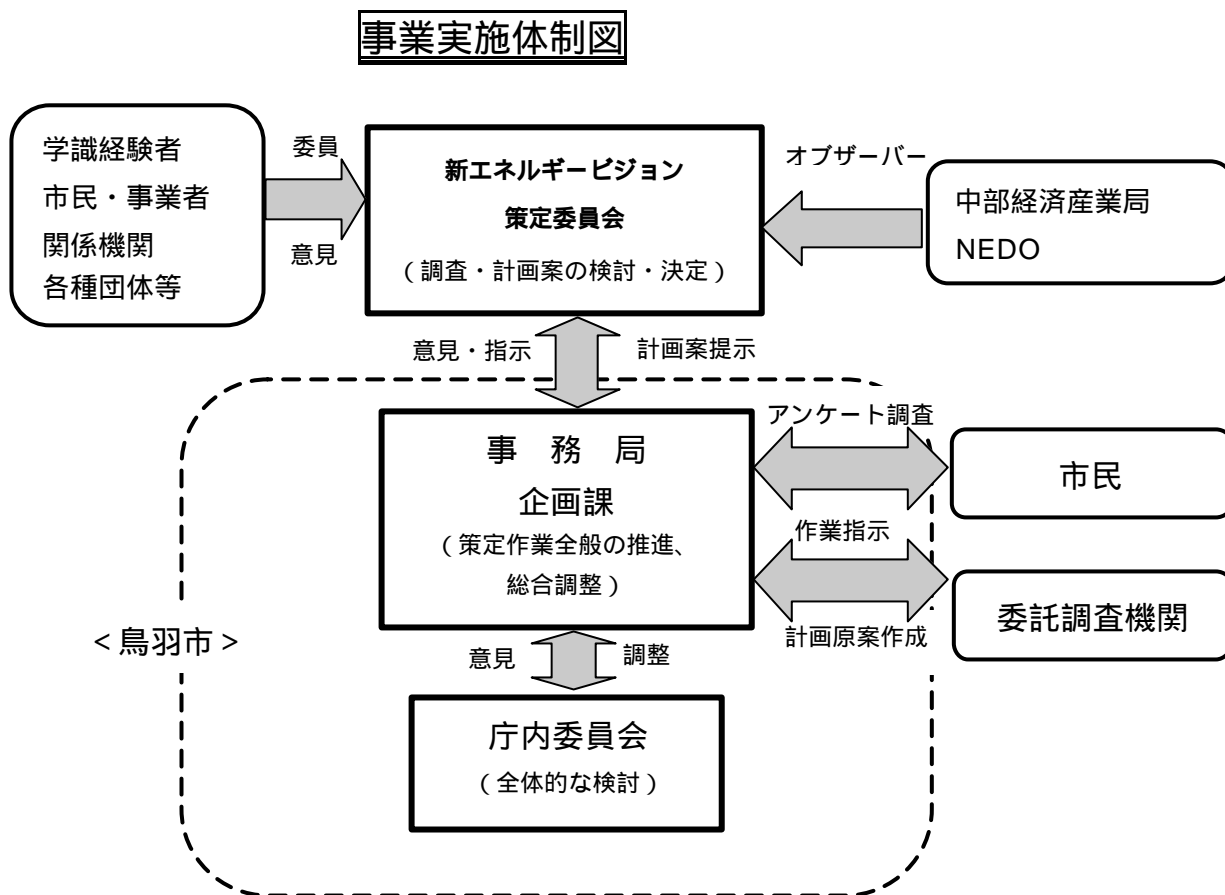 事業実施体制図
学識経験者
市民・事業者
関係機関
各種団体等
委員
意見
新エネルギービジョン
策定委員会
（調査・計画案の検討・決定）
オブザーバー
中部経済産業局
NEDO
意見・指示
計画案提示
事　務　局
企画課
（策定作業全般の推進、
総合調整）
アンケート調査
市民
作業指示
計画原案作成
委託調査機関
＜鳥羽市＞
意見
調整
庁内委員会
（全体的な検討）